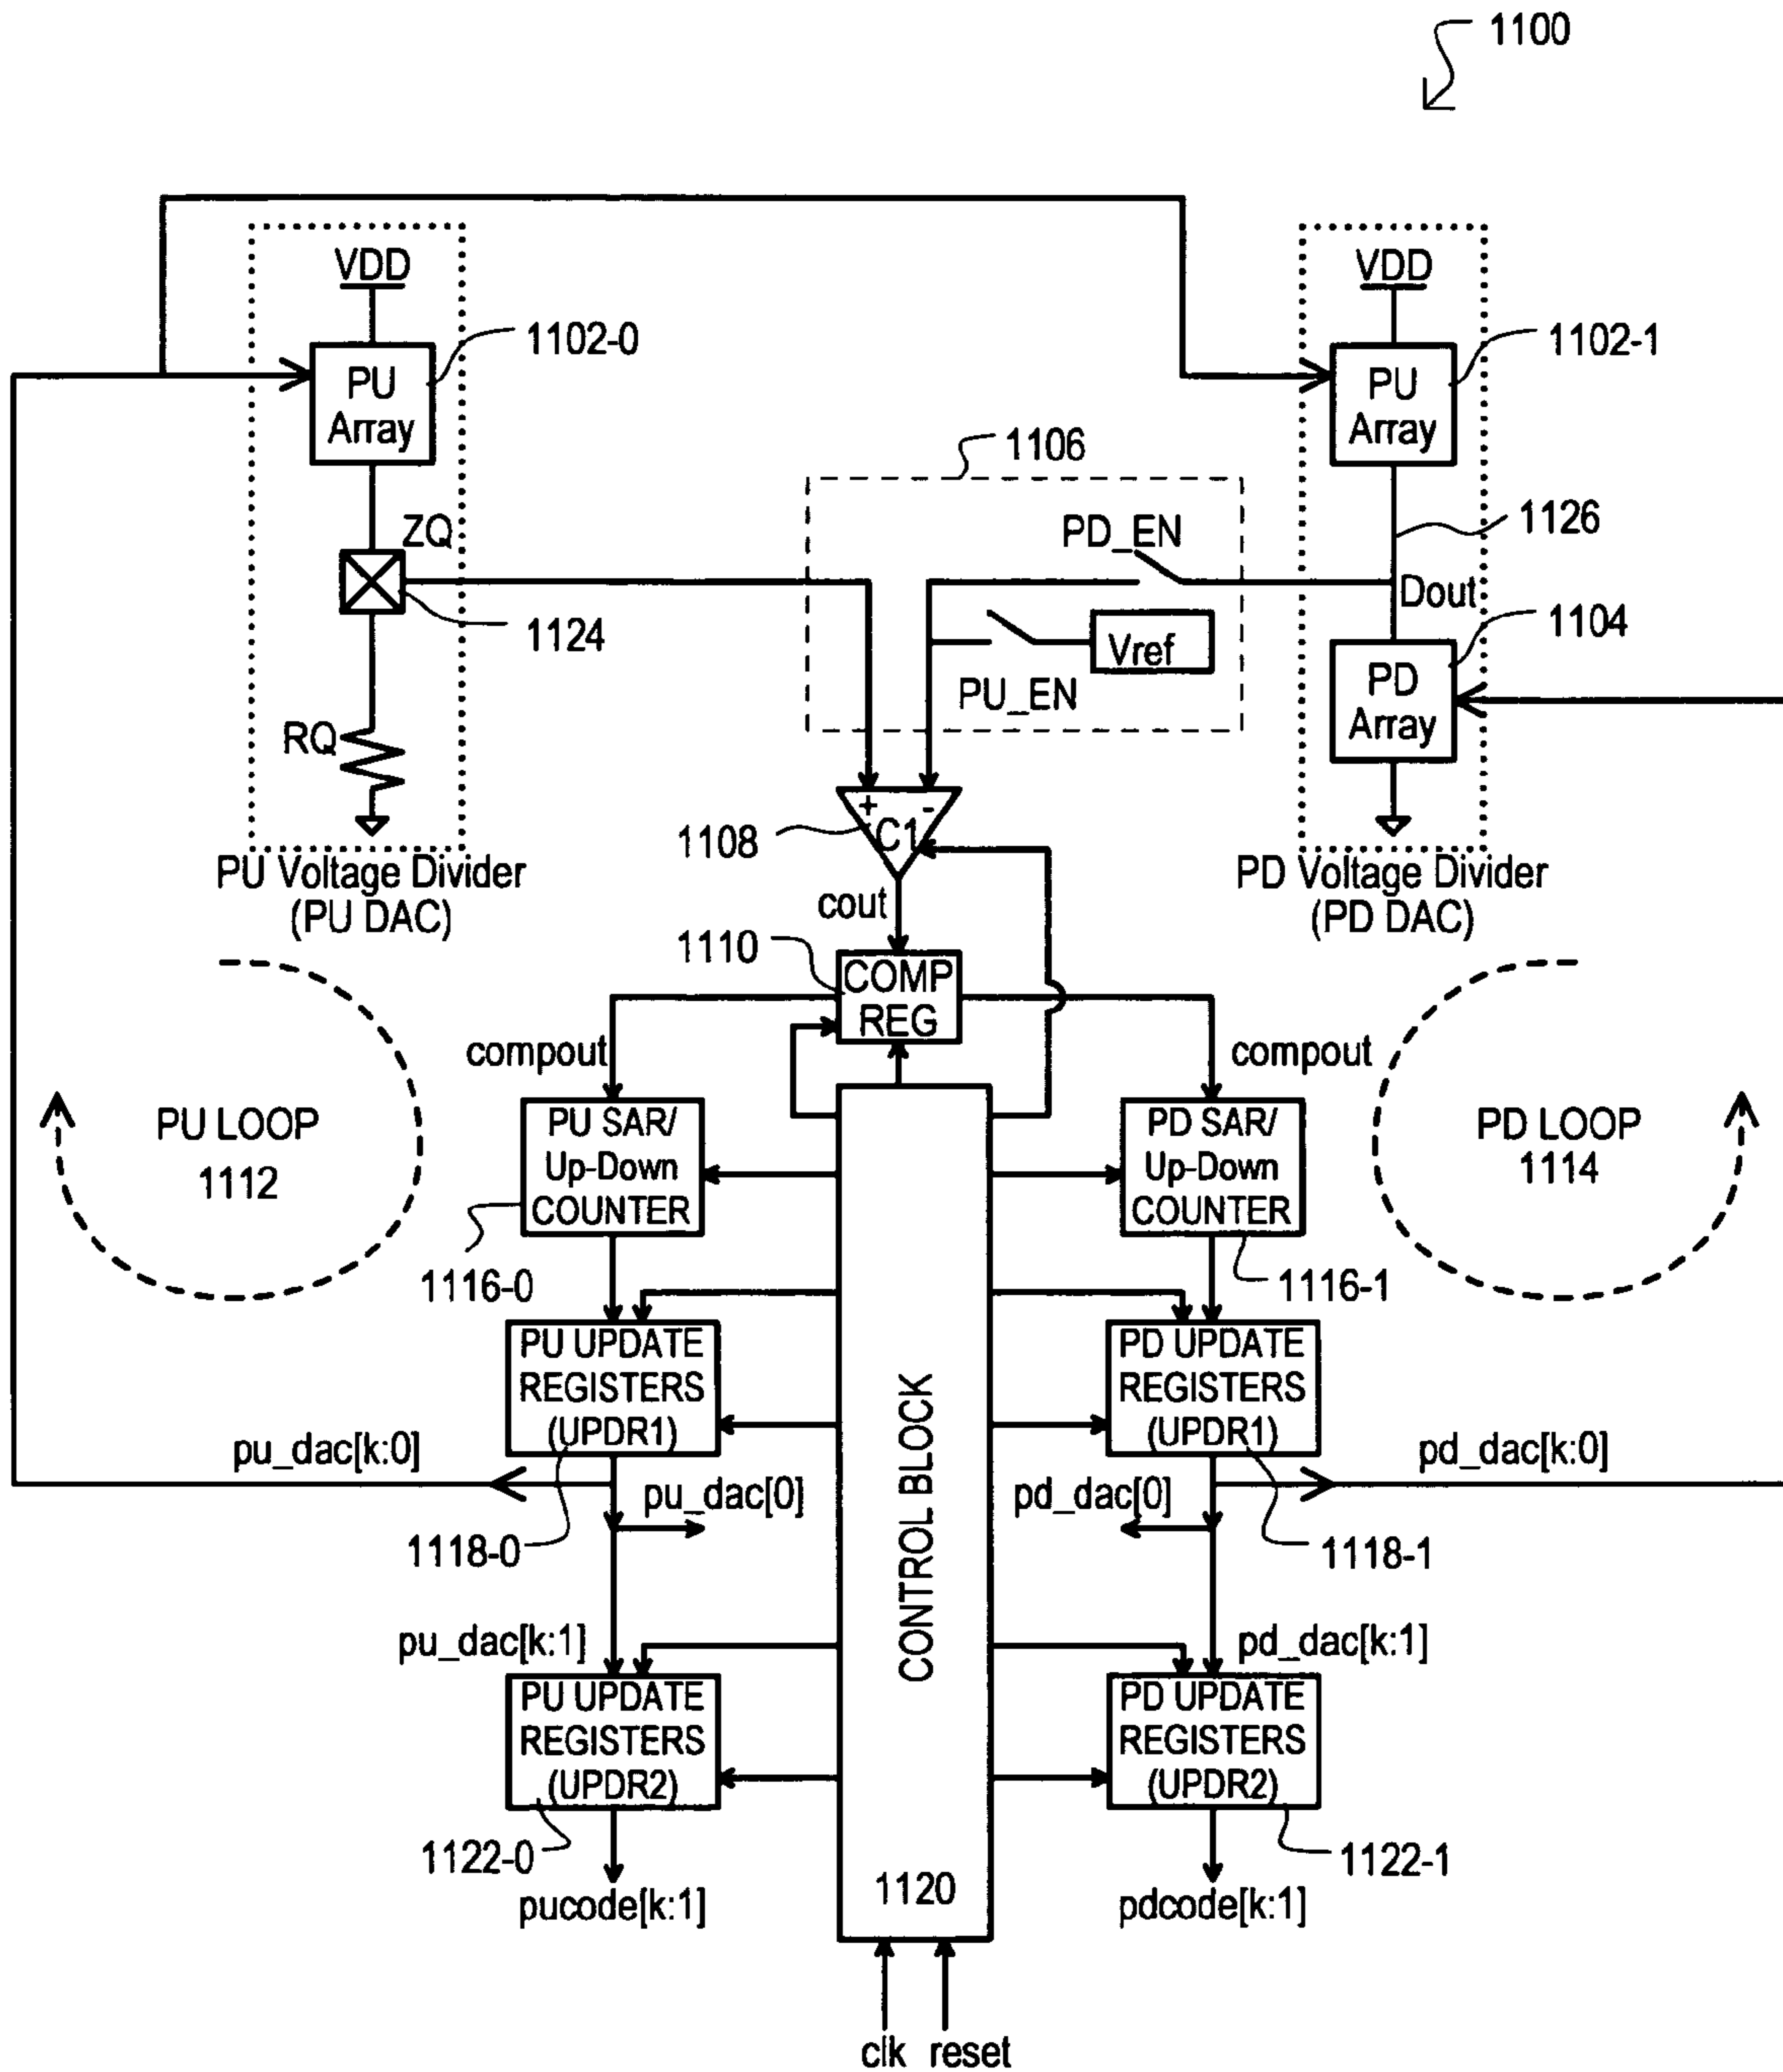 1100
VDD
VDD
1102-0
1102-1
PU
Array
PU
Array
1106
ZQ
PD_EN
1126
Dout
1124
Vref
1104
PU_EN
PD
Array
RQ
+
-
C1
1108
PU Voltage Divider
(PU DAC)
PD Voltage Divider
(PD DAC)
cout
1110
COMP
REG
compout
compout
PU LOOP
1112
PU SAR/
Up-Down
COUNTER
PD SAR/
Up-Down
COUNTER
PD LOOP
1114
1116-0
1116-1
PU UPDATE
REGISTERS
(UPDR1)
PD UPDATE
REGISTERS
(UPDR1)
CONTROL BLOCK
pu_dac[k:0]
pd_dac[k:0]
pu_dac[0]
pd_dac[0]
1118-0
1118-1
pu_dac[k:1]
pd_dac[k:1]
PU UPDATE
REGISTERS
(UPDR2)
PD UPDATE
REGISTERS
(UPDR2)
1122-0
1122-1
1120
pucode[k:1]
pdcode[k:1]
clk
reset